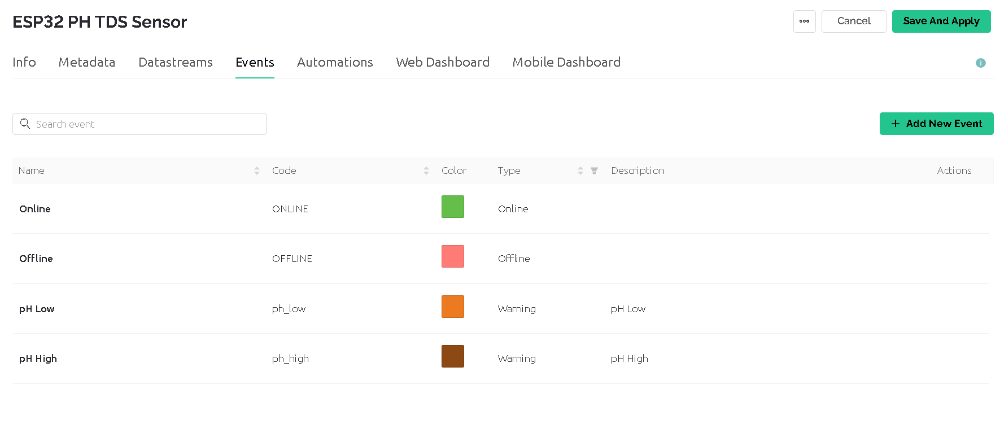 ESP32 PH TDS Sensor
Cancel
Save And Apply
Info Metadata Datastreams Events Automations Web Dashboard Mobile Dashboard
Search event
+ Add New Event
Name Code Color Type Description Actions
Online ONLINE Online
Offline OFFLINE Offline
pH Low ph_low Warning pH Low
pH High ph_high Warning pH High